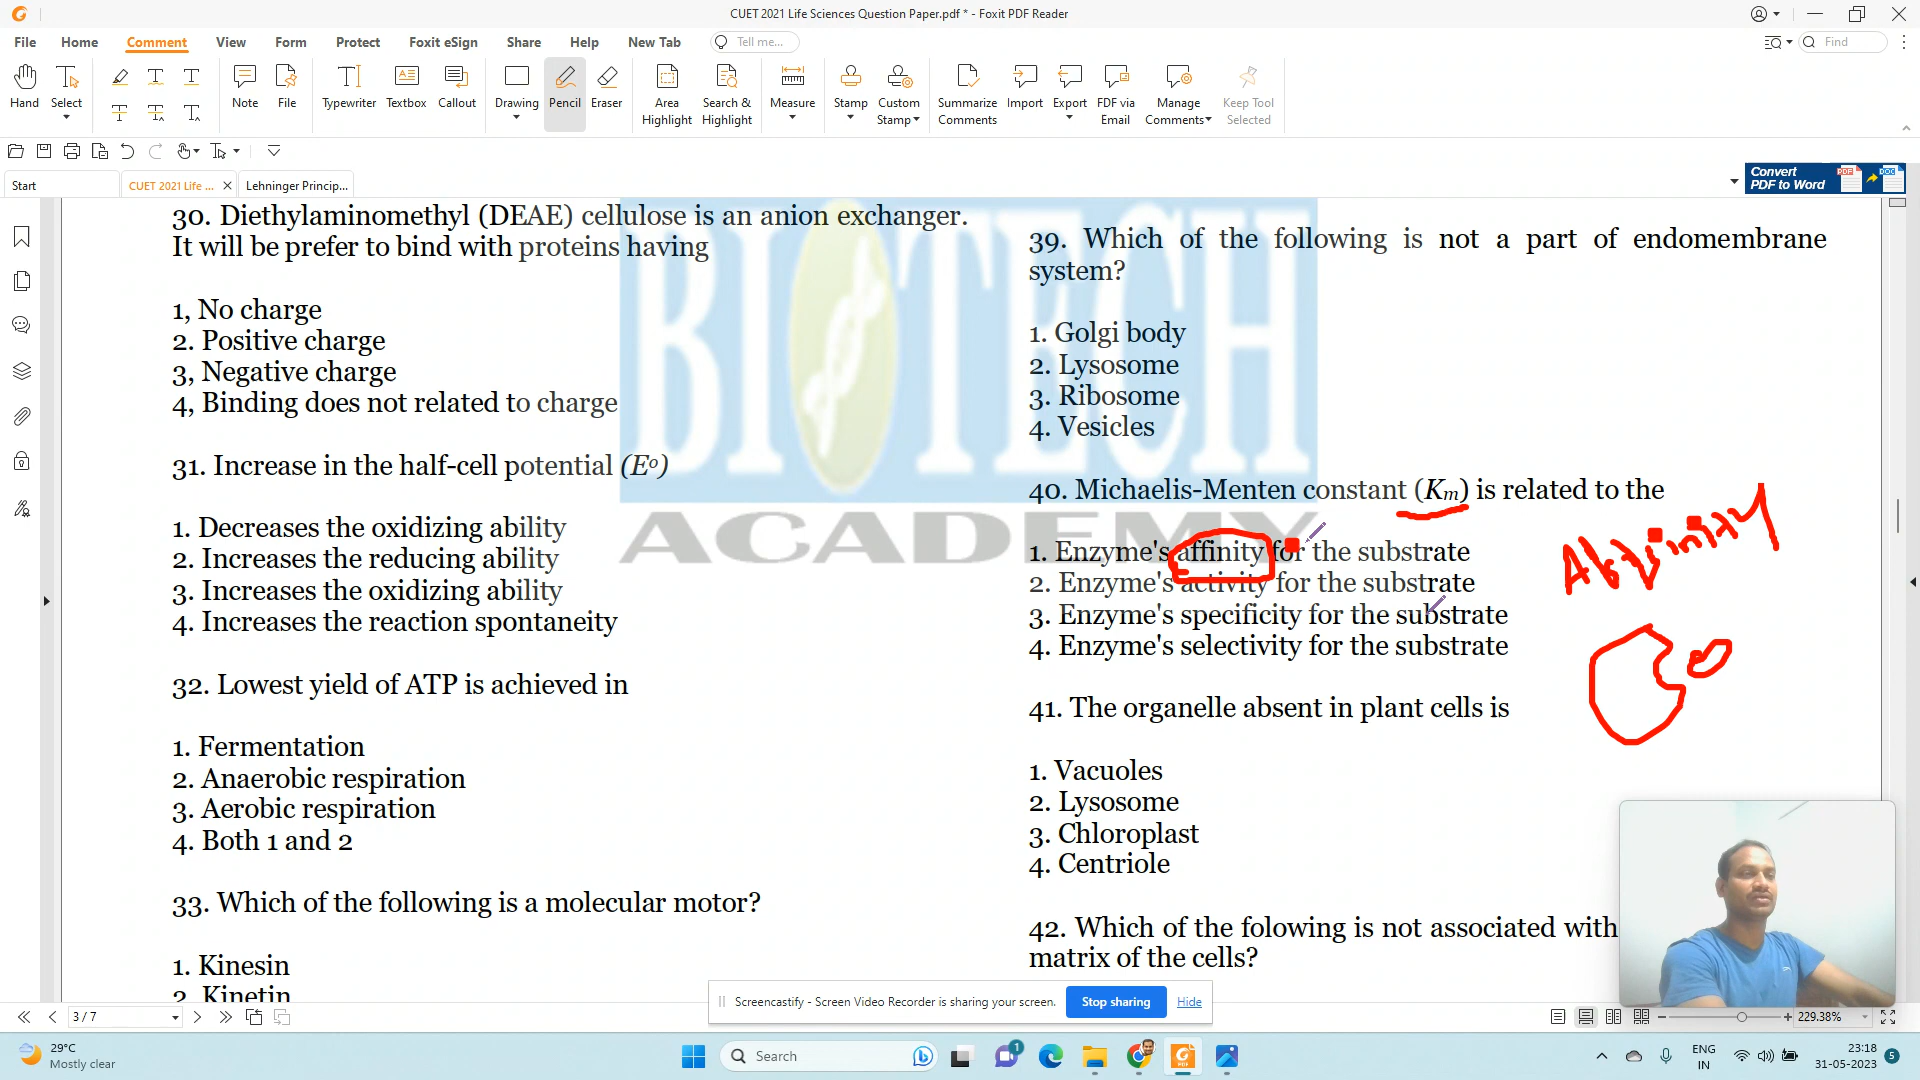 CUET 2021 Life Sciences Question Paper.pdf * - Foxit PDF Reader
File Home Comment View Form Protect Foxit eSign Share Help New Tab Tell me... Find
Hand Select Note File Typewriter Textbox Callout Drawing Pencil Eraser Area Highlight Search & Highlight Measure Stamp Custom Stamp Summarize Comments Import Export FDF via Email Manage Comments Keep Tool Selected
Start CUET 2021 Life ... Lehninger Princip...
Convert PDF to Word
BIOTECH
ACADEMY
30. Diethylaminomethyl (DEAE) cellulose is an anion exchanger.
It will be prefer to bind with proteins having
1, No charge
2. Positive charge
3, Negative charge
4, Binding does not related to charge
31. Increase in the half-cell potential (Eº)
1. Decreases the oxidizing ability
2. Increases the reducing ability
3. Increases the oxidizing ability
4. Increases the reaction spontaneity
32. Lowest yield of ATP is achieved in
1. Fermentation
2. Anaerobic respiration
3. Aerobic respiration
4. Both 1 and 2
33. Which of the following is a molecular motor?
1. Kinesin
2. Kinetin
39. Which of the following is not a part of endomembrane
system?
1. Golgi body
2. Lysosome
3. Ribosome
4. Vesicles
40. Michaelis-Menten constant (Km) is related to the
1. Enzyme's affinity for the substrate
2. Enzyme's activity for the substrate
3. Enzyme's specificity for the substrate
4. Enzyme's selectivity for the substrate
Affinity
41. The organelle absent in plant cells is
1. Vacuoles
2. Lysosome
3. Chloroplast
4. Centriole
42. Which of the folowing is not associated with
matrix of the cells?
Screencastify - Screen Video Recorder is sharing your screen. Stop sharing Hide
3 / 7
229.38%
29°C
Mostly clear
Search
1
ENG
IN
23:18
31-05-2023
5